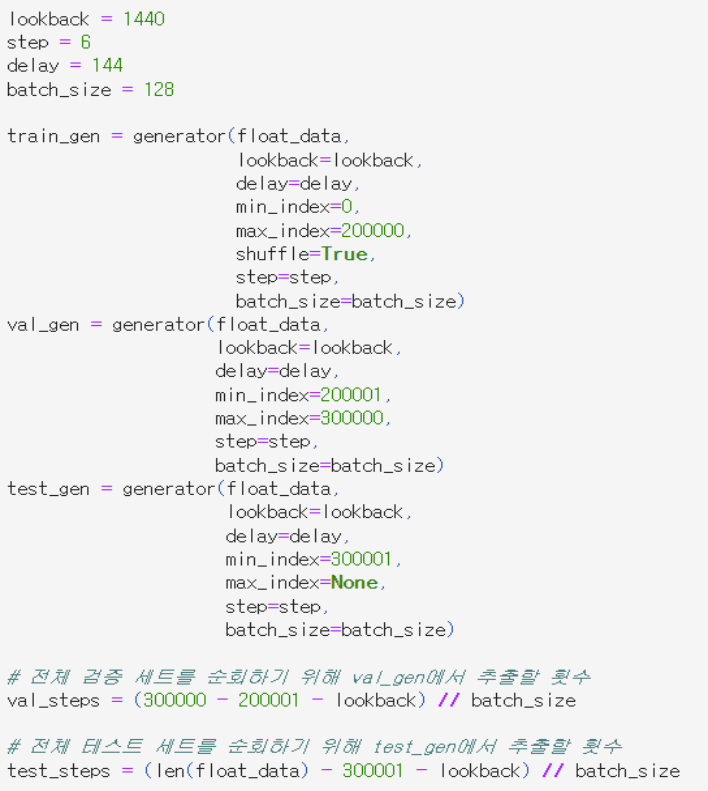 lookback = 1440
step = 6
delay = 144
batch_size = 128

train_gen = generator(float_data,
                      lookback=lookback,
                      delay=delay,
                      min_index=0,
                      max_index=200000,
                      shuffle=True,
                      step=step,
                      batch_size=batch_size)
val_gen = generator(float_data,
                    lookback=lookback,
                    delay=delay,
                    min_index=200001,
                    max_index=300000,
                    step=step,
                    batch_size=batch_size)
test_gen = generator(float_data,
                     lookback=lookback,
                     delay=delay,
                     min_index=300001,
                     max_index=None,
                     step=step,
                     batch_size=batch_size)

# 전체 검증 세트를 순회하기 위해 val_gen에서 추출할 횟수
val_steps = (300000 - 200001 - lookback) // batch_size

# 전체 테스트 세트를 순회하기 위해 test_gen에서 추출할 횟수
test_steps = (len(float_data) - 300001 - lookback) // batch_size